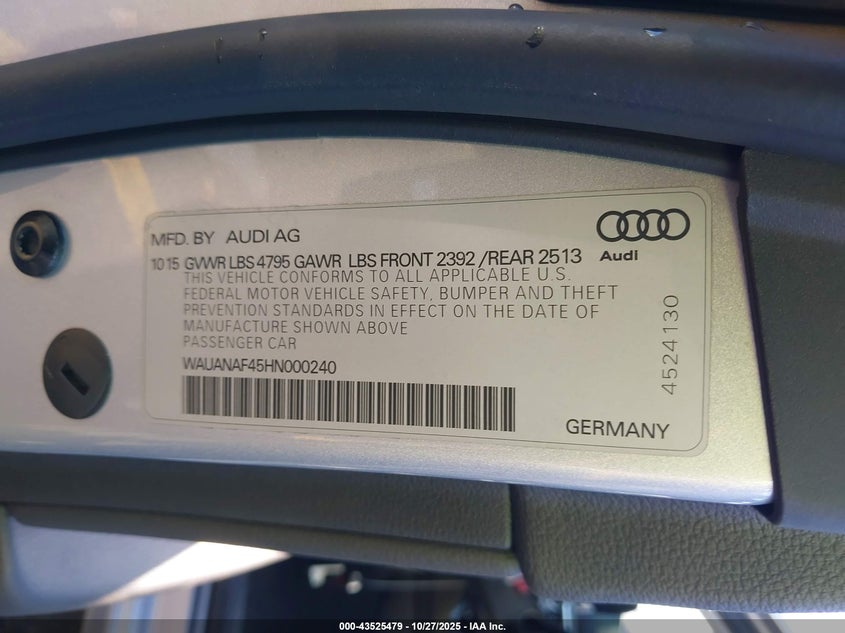 MFD. BY AUDI AG
Audi
10 15 GVWR LBS 4795 GAWR LBS FRONT 2392 /REAR 2513
THIS VEHICLE CONFORMS TO ALL APPLICABLE U.S.
FEDERAL MOTOR VEHICLE SAFETY, BUMPER AND THEFT
PREVENTION STANDARDS IN EFFECT ON THE DATE OF
MANUFACTURE SHOWN ABOVE
PASSENGER CAR
WAUANAF45HN000240
4524130
GERMANY
000-43525479 - 10/27/2025 - IAA Inc.